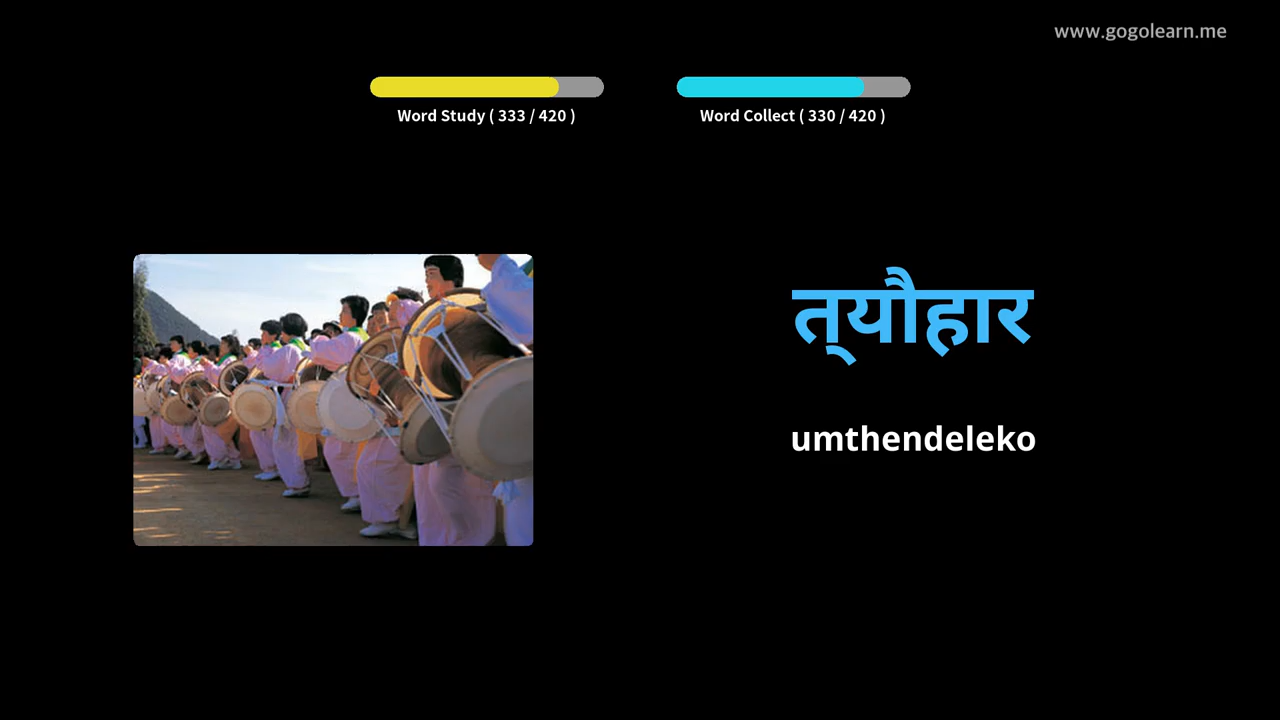 www.gogolearn.me
Word Study ( 333 / 420 )
Word Collect ( 330 / 420 )
त्यौहार
umthendeleko